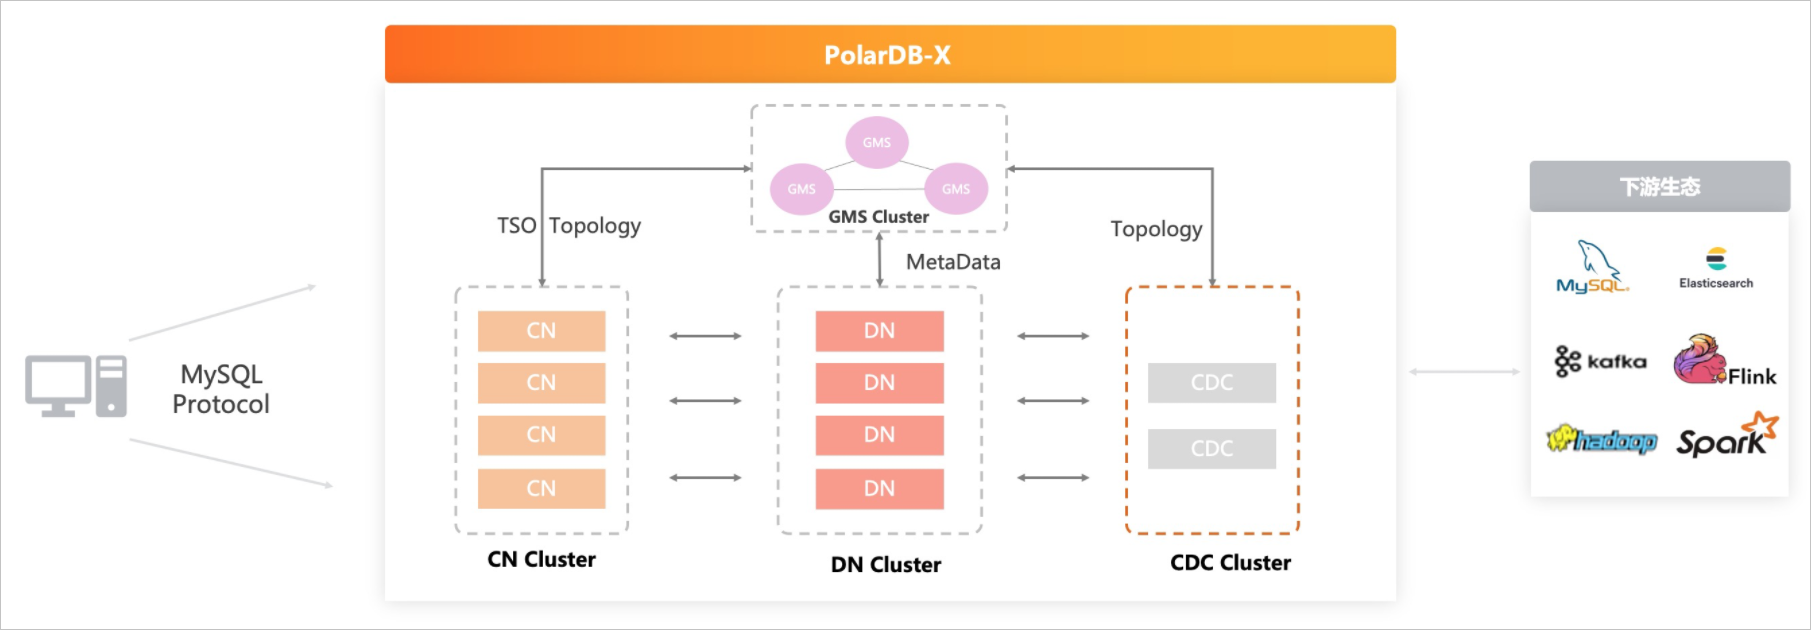 PolarDB-X
GMS
GMS
GMS
GMS Cluster
TSO
Topology
MetaData
Topology
MySQL
Protocol
CN
CN
CN
CN
CN Cluster
DN
DN
DN
DN
DN Cluster
CDC
CDC
CDC Cluster
下游生态
MySQL
Elasticsearch
kafka
Flink
hadoop
Spark